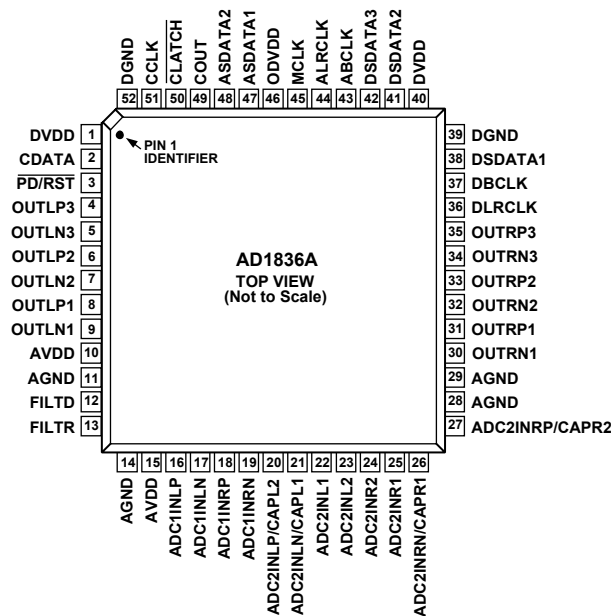 DGND
CCLK
CLATCH
COUT
ASDATA2
ASDATA1
ODVDD
MCLK
ALRCLK
ABCLK
DSDATA3
DSDATA2
DVDD
52 51 50 49 48 47 46 45 44 43 42 41 40
DVDD 1
CDATA 2
PD/RST 3
OUTLP3 4
OUTLN3 5
OUTLP2 6
OUTLN2 7
OUTLP1 8
OUTLN1 9
AVDD 10
AGND 11
FILTD 12
FILTR 13
PIN 1
IDENTIFIER
AD1836A
TOP VIEW
(Not to Scale)
39 DGND
38 DSDATA1
37 DBCLK
36 DLRCLK
35 OUTRP3
34 OUTRN3
33 OUTRP2
32 OUTRN2
31 OUTRP1
30 OUTRN1
29 AGND
28 AGND
27 ADC2INRP/CAPR2
14 15 16 17 18 19 20 21 22 23 24 25 26
AGND
AVDD
ADC1INLP
ADC1INLN
ADC1INRP
ADC1INRN
ADC2INLP/CAPL2
ADC2INLN/CAPL1
ADC2INL1
ADC2INL2
ADC2INR2
ADC2INR1
ADC2INRN/CAPR1